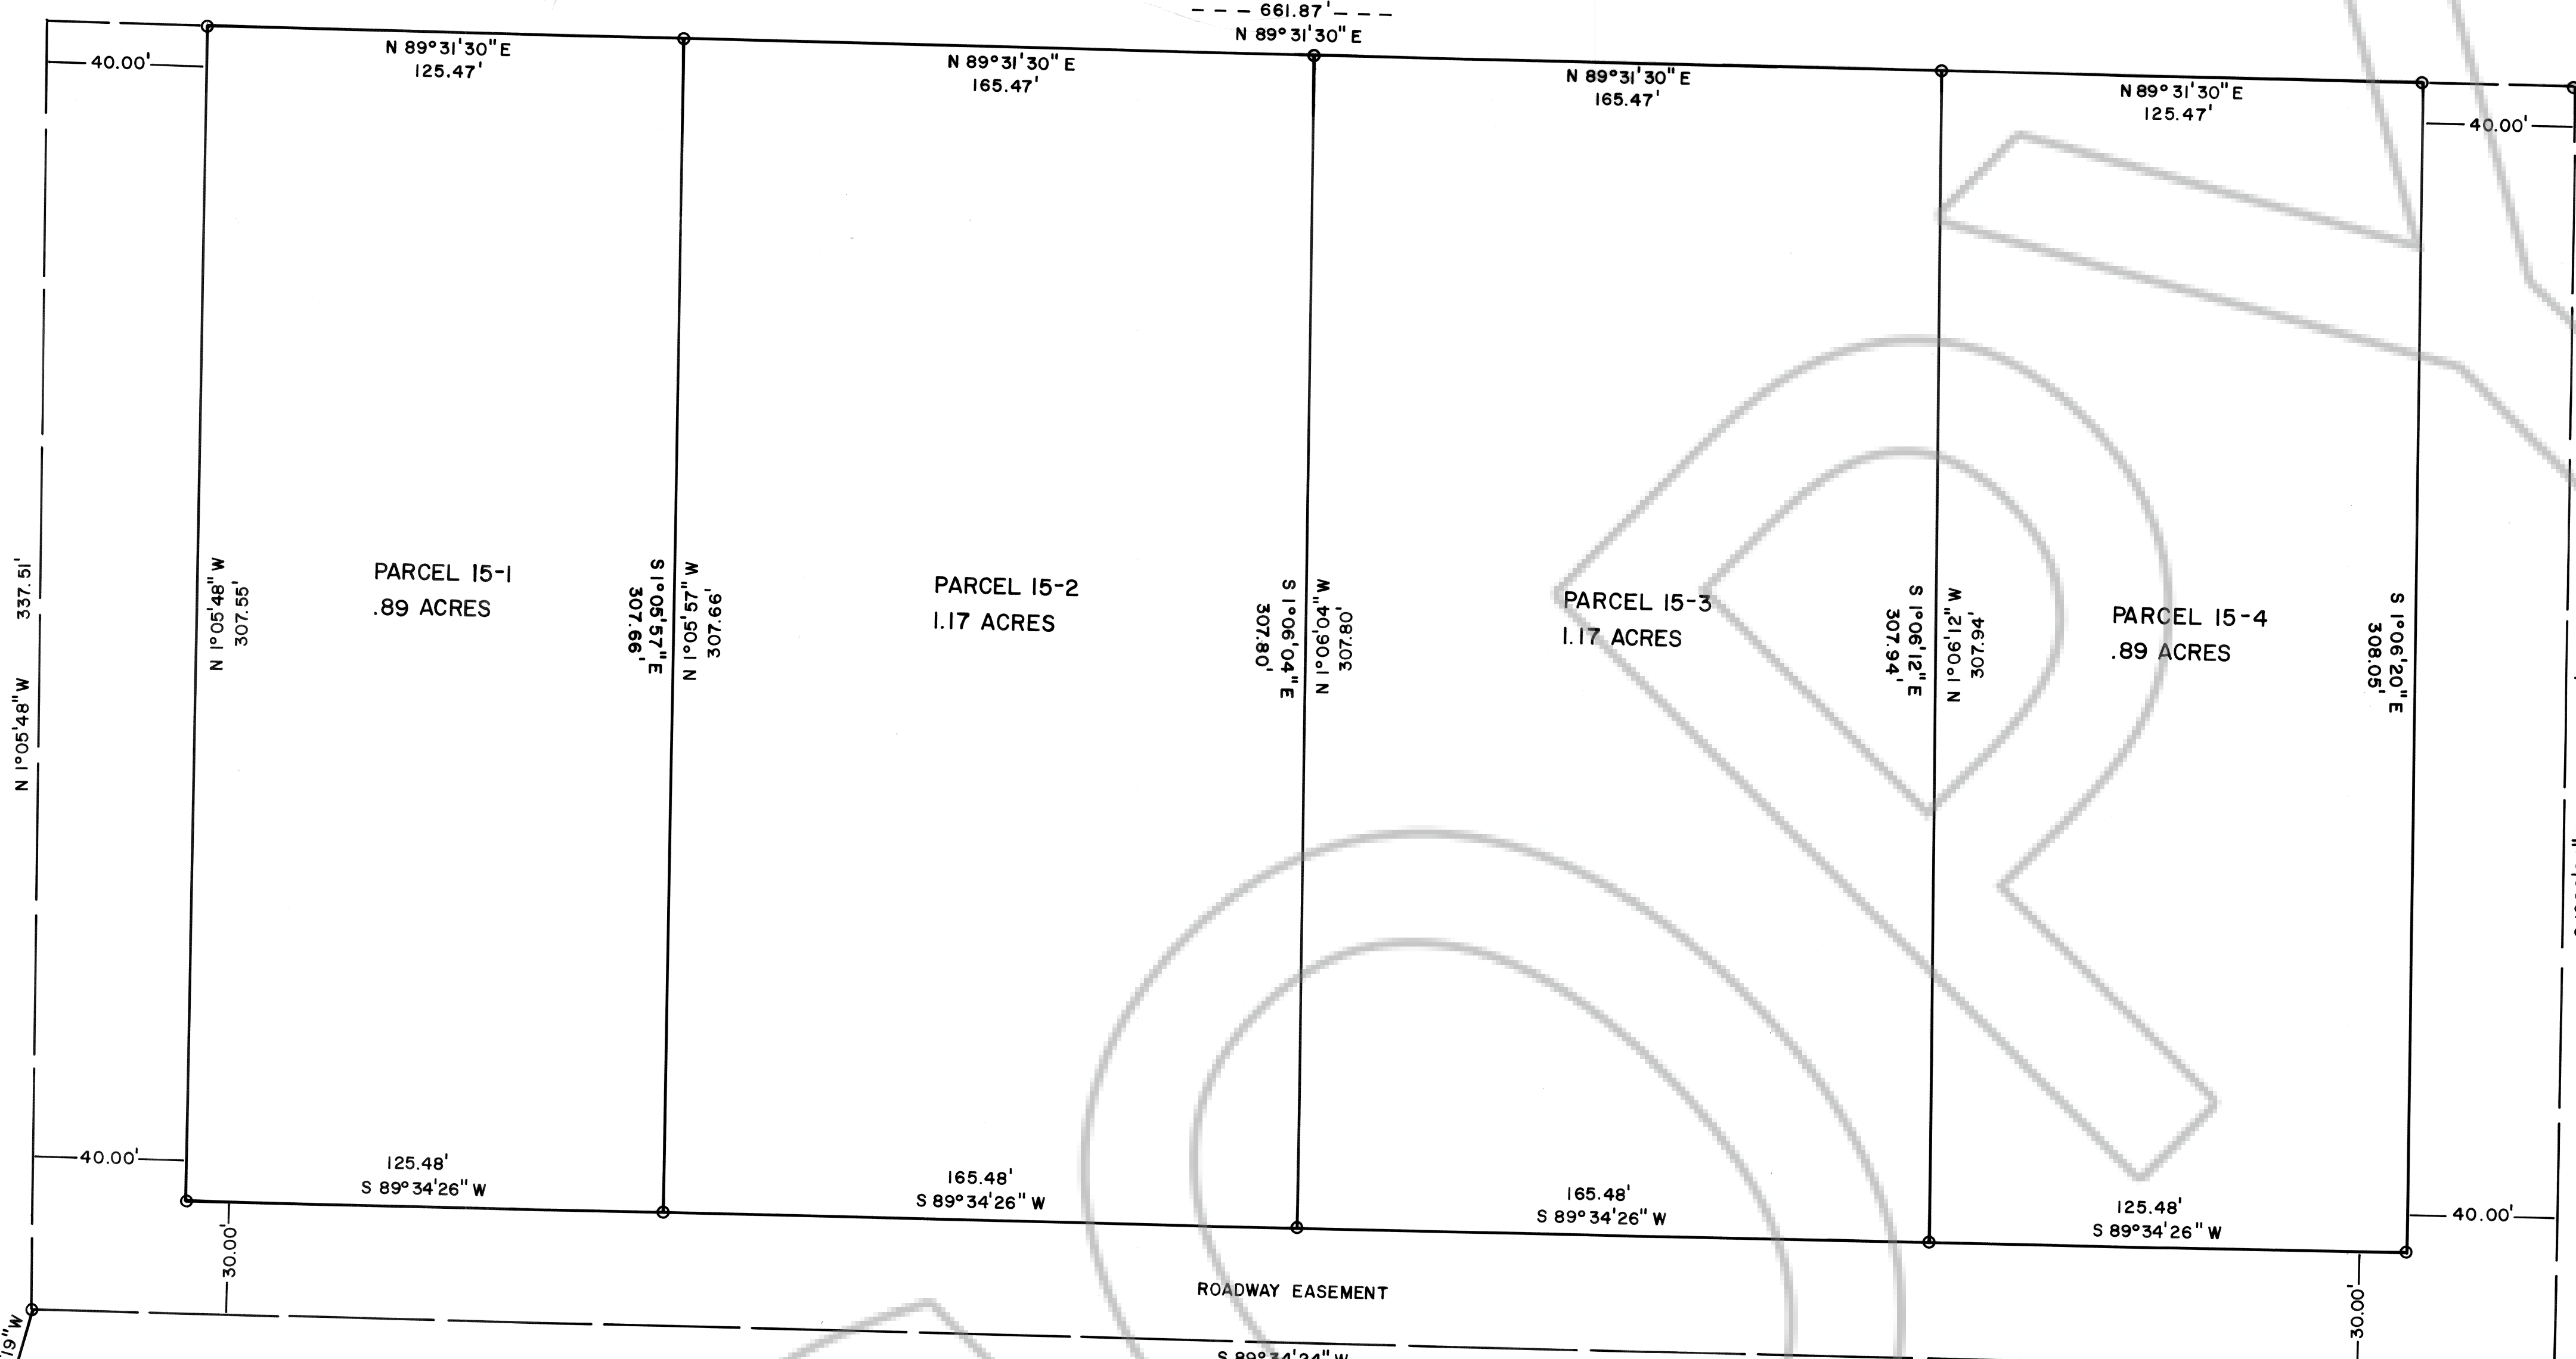 661.87'
N 89°31'30" E
N 89°31'30" E
125.47'
N 89°31'30" E
165.47'
N 89°31'30" E
165.47'
N 89°31'30" E
125.47'
40.00'
40.00'
N 1°05'48" W 337.51'
N 1°05'48" W
307.55'
PARCEL 15-1
.89 ACRES
S 1°05'57" E
307.66'
N 1°05'57" W
307.66'
PARCEL 15-2
1.17 ACRES
S 1°06'04" E
307.80'
N 1°06'04" W
307.80'
PARCEL 15-3
1.17 ACRES
S 1°06'12" E
307.94'
N 1°06'12" W
307.94'
PARCEL 15-4
.89 ACRES
S 1°06'20" E
308.05'
40.00'
125.48'
S 89°34'26" W
165.48'
S 89°34'26" W
165.48'
S 89°34'26" W
125.48'
S 89°34'26" W
40.00'
30.00'
ROADWAY EASEMENT
30.00'
19" W
S 89°34'24" W